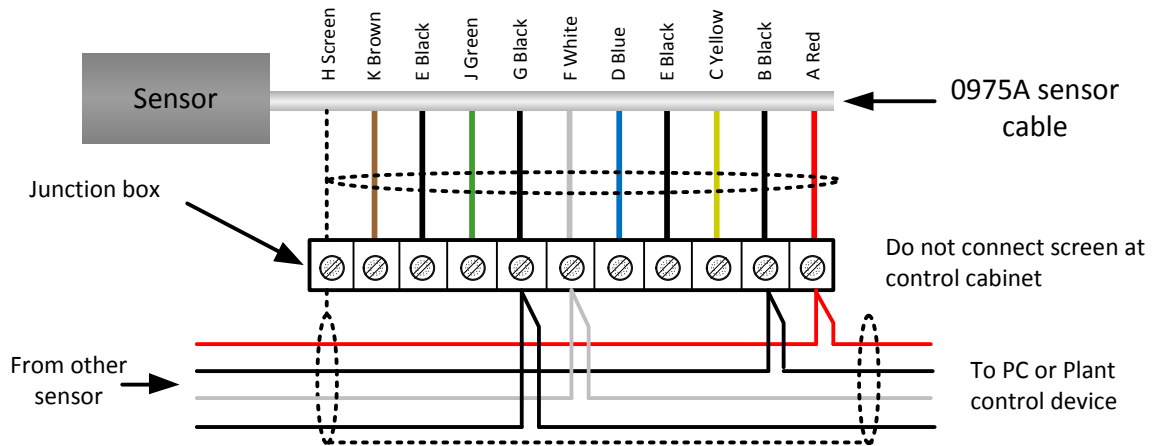 H Screen
K Brown
E Black
J Green
G Black
F White
D Blue
E Black
C Yellow
B Black
A Red
Sensor
0975A sensor
cable
Junction box
Do not connect screen at
control cabinet
From other
sensor
To PC or Plant
control device